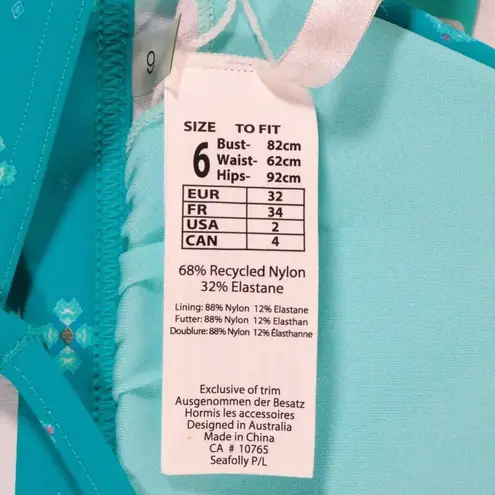 9
SIZE TO FIT
6 Bust- 82cm
Waist- 62cm
Hips- 92cm
EUR 32
FR 34
USA 2
CAN 4
68% Recycled Nylon
32% Elastane
Lining: 88% Nylon 12% Elastane
Futter: 88% Nylon 12% Elasthan
Doublure: 88% Nylon 12% Élasthanne
Exclusive of trim
Ausgenommen der Besatz
Hormis les accessoires
Designed in Australia
Made in China
CA # 10765
Seafolly P/L